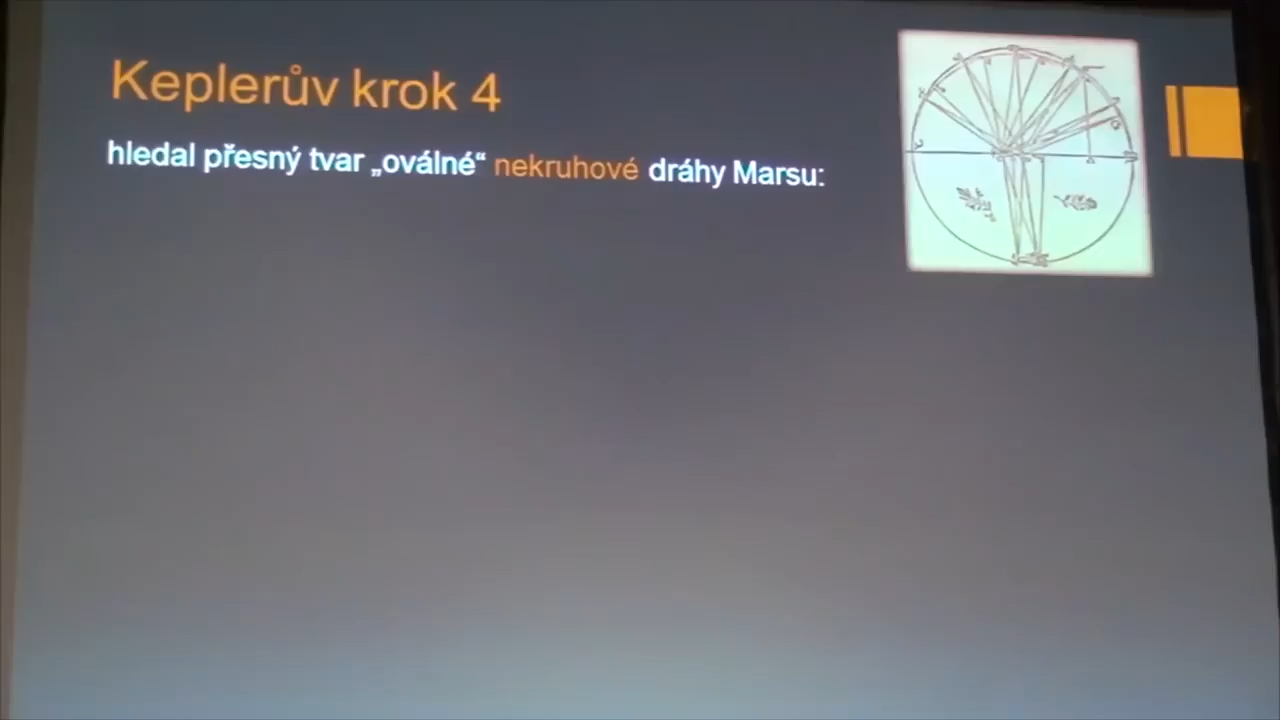 Keplerův krok 4
hledal přesný tvar „oválné“ nekruhové dráhy Marsu: